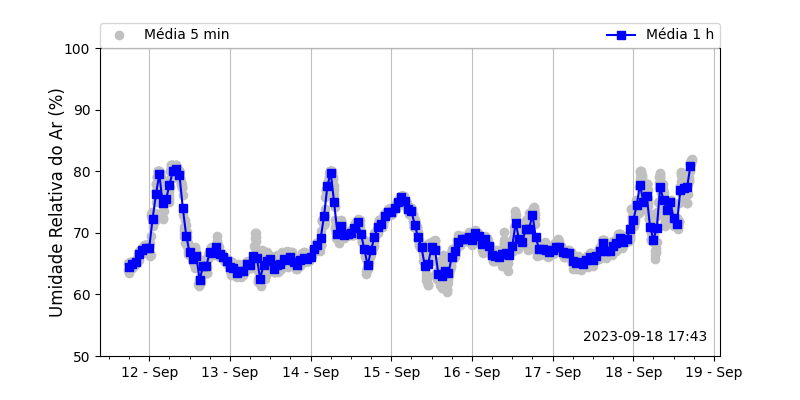 Média 5 min
Média 1 h
Umidade Relativa do Ar (%)
100
90
80
70
60
50
2023-09-18 17:43
12 - Sep
13 - Sep
14 - Sep
15 - Sep
16 - Sep
17 - Sep
18 - Sep
19 - Sep